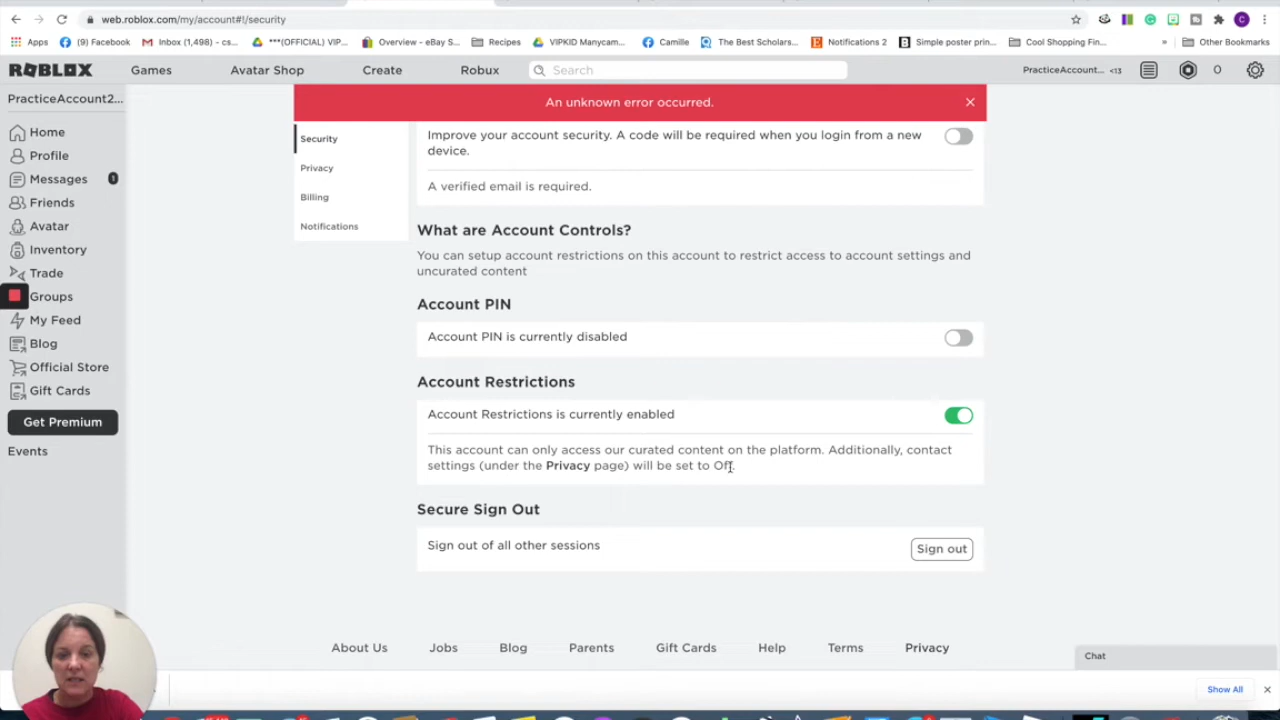 web.roblox.com/my/account#!/security
Apps
(9) Facebook
Inbox (1,498) - cs...
***(OFFICIAL) VIP...
Overview - eBay S...
Recipes
VIPKID Manycam...
Camille
The Best Scholars...
Notifications 2
Simple poster prin...
Cool Shopping Fin...
»
Other Bookmarks
ROBLOX
Games
Avatar Shop
Create
Robux
Search
PracticeAccount... <13
0
PracticeAccount2...
Home
Profile
Messages 1
Friends
Avatar
Inventory
Trade
Groups
My Feed
Blog
Official Store
Gift Cards
Get Premium
Events
An unknown error occurred.
Security
Privacy
Billing
Notifications
Improve your account security. A code will be required when you login from a new
device.
A verified email is required.
What are Account Controls?
You can setup account restrictions on this account to restrict access to account settings and
uncurated content
Account PIN
Account PIN is currently disabled
Account Restrictions
Account Restrictions is currently enabled
This account can only access our curated content on the platform. Additionally, contact
settings (under the Privacy page) will be set to Off.
Secure Sign Out
Sign out of all other sessions
Sign out
About Us
Jobs
Blog
Parents
Gift Cards
Help
Terms
Privacy
Chat
Show All
C